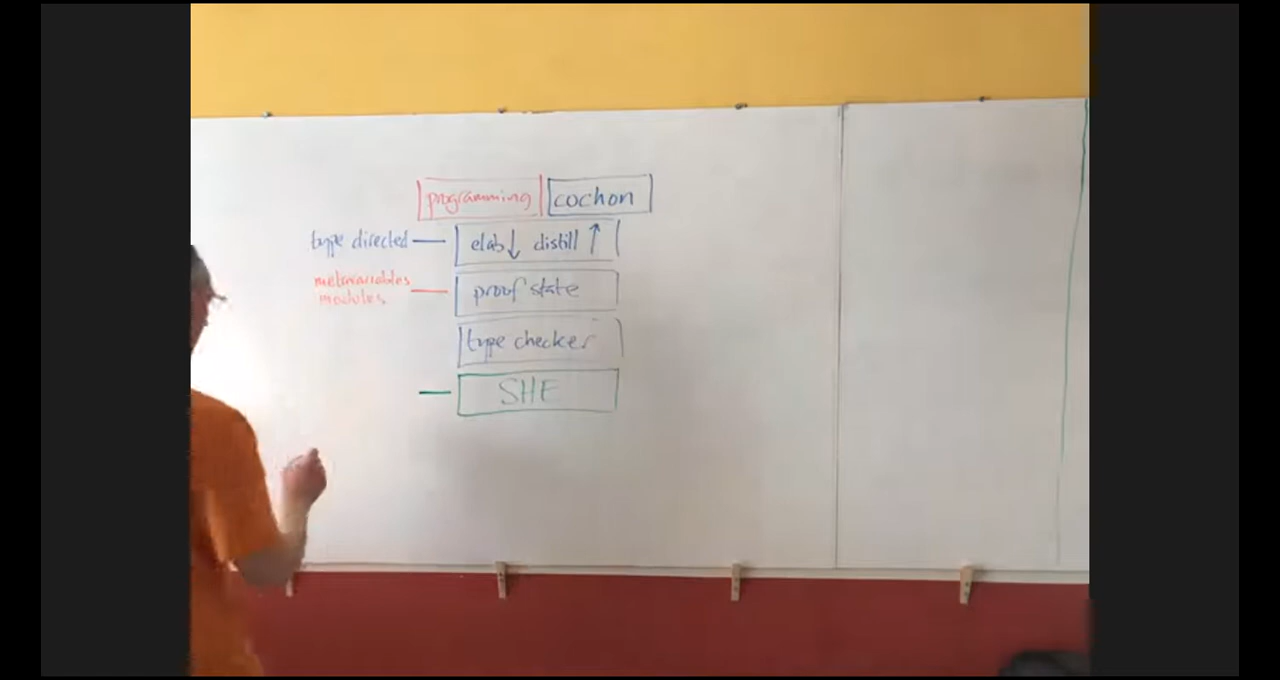 programming cochon
type directed elab↓ distill↑
metavariables
modules
proof state
type checker
SHE